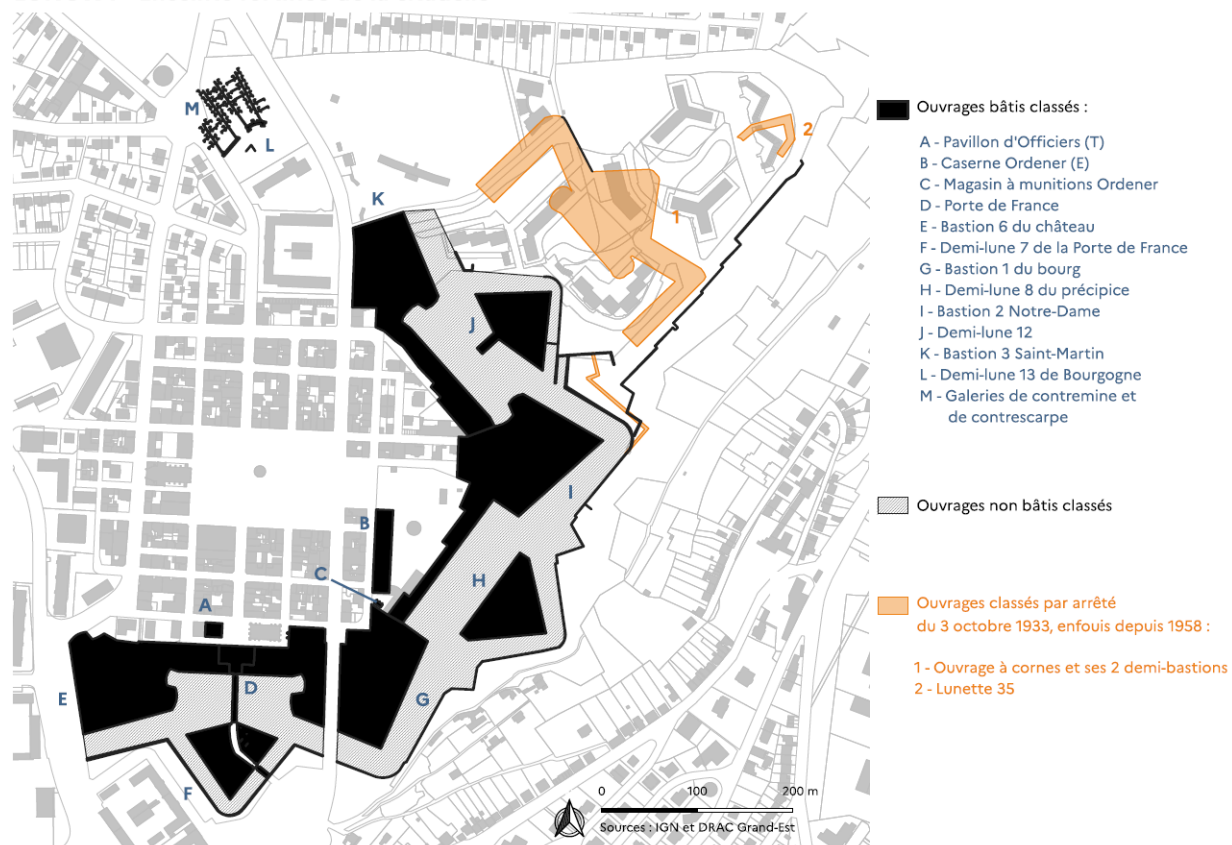 M
L
K
2
1
J
I
B
H
C
A
D
E
G
F
0 100 200 m
Sources : IGN et DRAC Grand-Est
Ouvrages bâtis classés :
A - Pavillon d'Officiers (T)
B - Caserne Ordener (E)
C - Magasin à munitions Ordener
D - Porte de France
E - Bastion 6 du château
F - Demi-lune 7 de la Porte de France
G - Bastion 1 du bourg
H - Demi-lune 8 du précipice
I - Bastion 2 Notre-Dame
J - Demi-lune 12
K - Bastion 3 Saint-Martin
L - Demi-lune 13 de Bourgogne
M - Galeries de contremine et
de contrescarpe
Ouvrages non bâtis classés
Ouvrages classés par arrêté
du 3 octobre 1933, enfouis depuis 1958 :
1 - Ouvrage à cornes et ses 2 demi-bastions
2 - Lunette 35